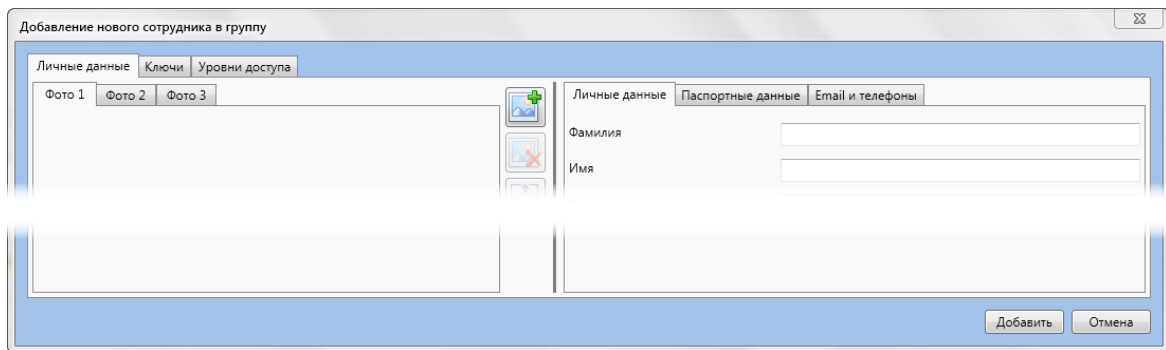 Добавление нового сотрудника в группу
Личные данные Ключи Уровни доступа
Фото 1 Фото 2 Фото 3
Личные данные Паспортные данные Email и телефоны
Фамилия
Имя
Добавить Отмена